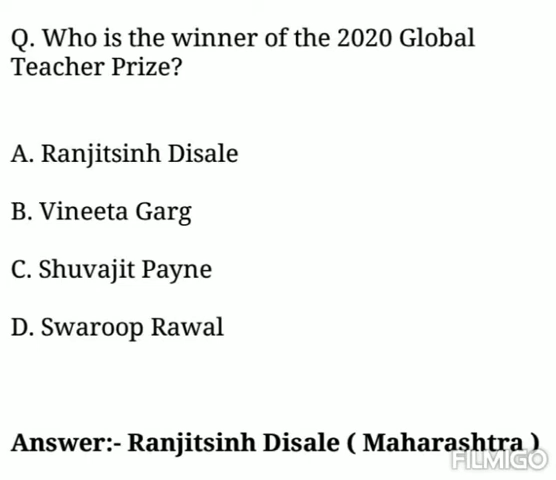 Q. Who is the winner of the 2020 Global
Teacher Prize?
A. Ranjitsinh Disale
B. Vineeta Garg
C. Shuvajit Payne
D. Swaroop Rawal
Answer:- Ranjitsinh Disale ( Maharashtra )
FILMIGO